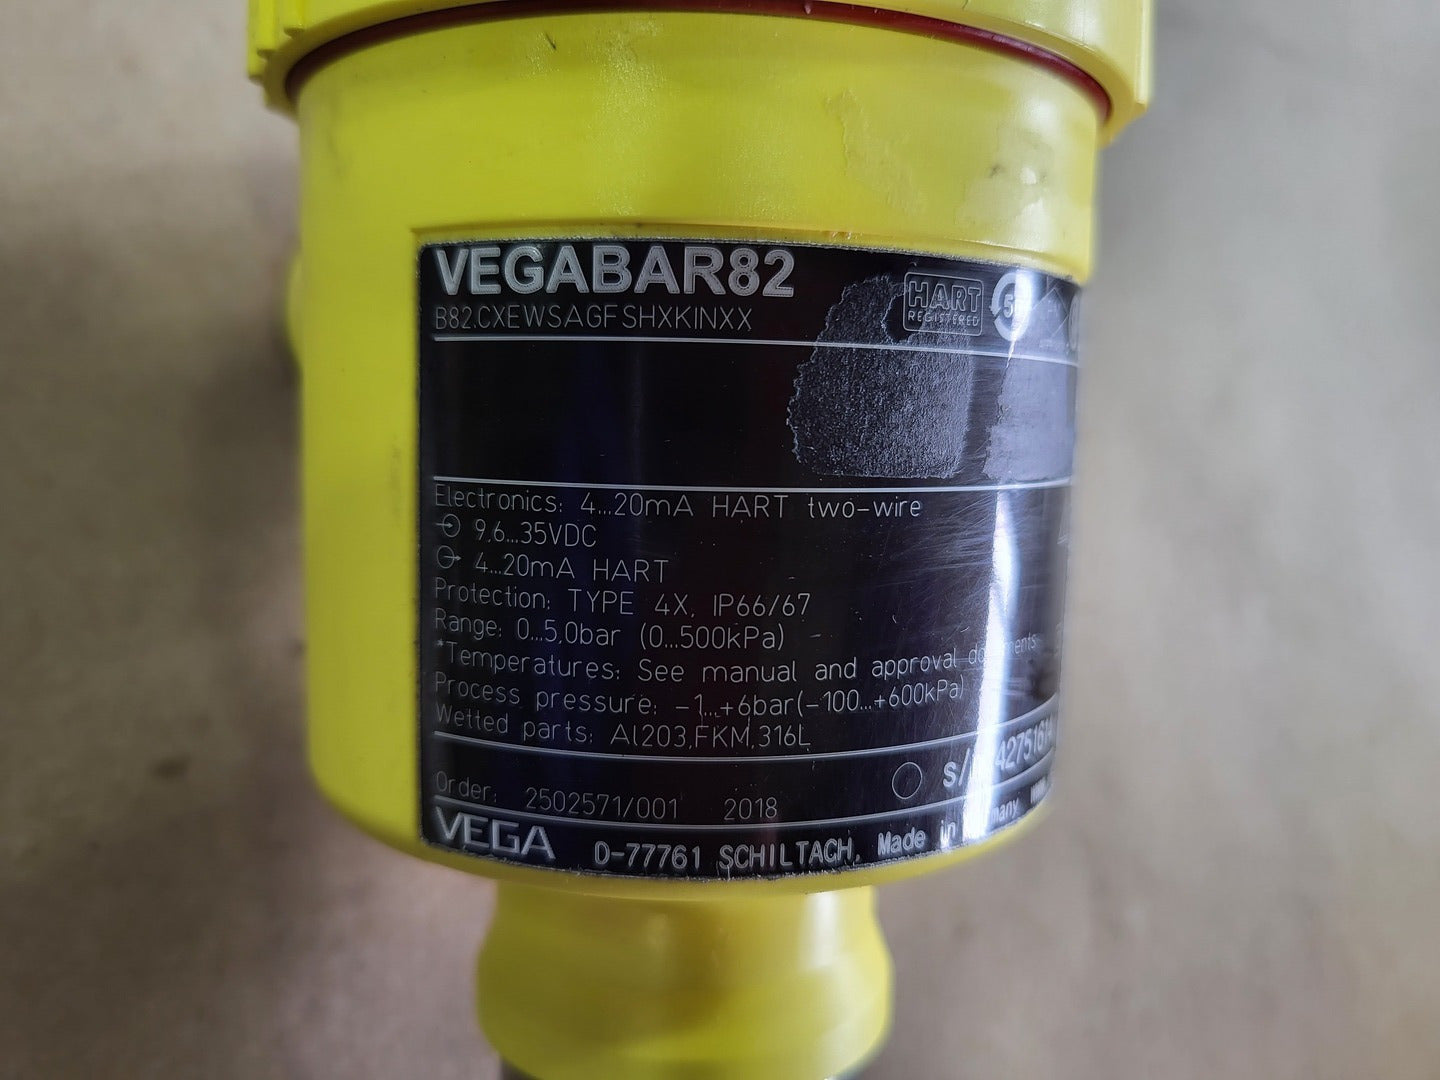 VEGABAR82
HART
REGISTERED
B82.CXEWSAGFSHXKINXX
Electronics: 4...20mA HART two-wire
9,6...35VDC
4...20mA HART
Protection: TYPE 4X, IP66/67
Range: 0...5,0bar (0...500kPa)
*Temperatures: See manual and approval
Process pressure: -1...+6bar(-100...+600kPa)
Wetted parts: Al2O3,FKM,316L
Order: 2502571/001 2018
VEGA D-77761 SCHILTACH, Made in